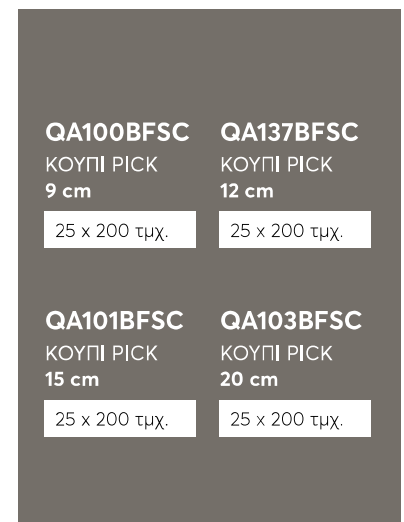 QA100BFSC
ΚΟΥΠΙ PICK
9 cm
25 x 200 τμχ.
QA137BFSC
ΚΟΥΠΙ PICK
12 cm
25 x 200 τμχ.
QA101BFSC
ΚΟΥΠΙ PICK
15 cm
25 x 200 τμχ.
QA103BFSC
ΚΟΥΠΙ PICK
20 cm
25 x 200 τμχ.